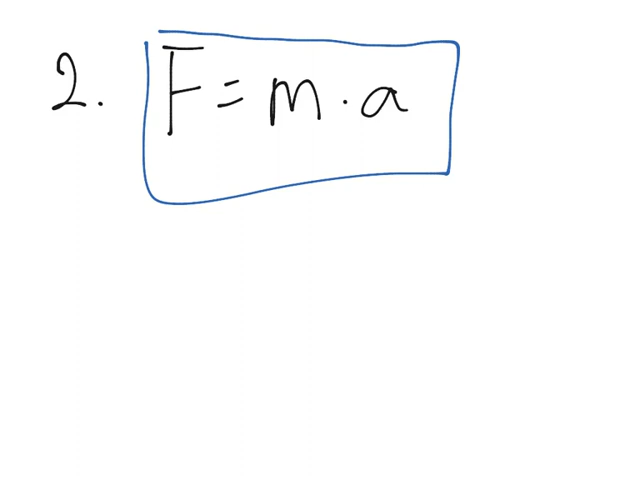 2. F = m · a